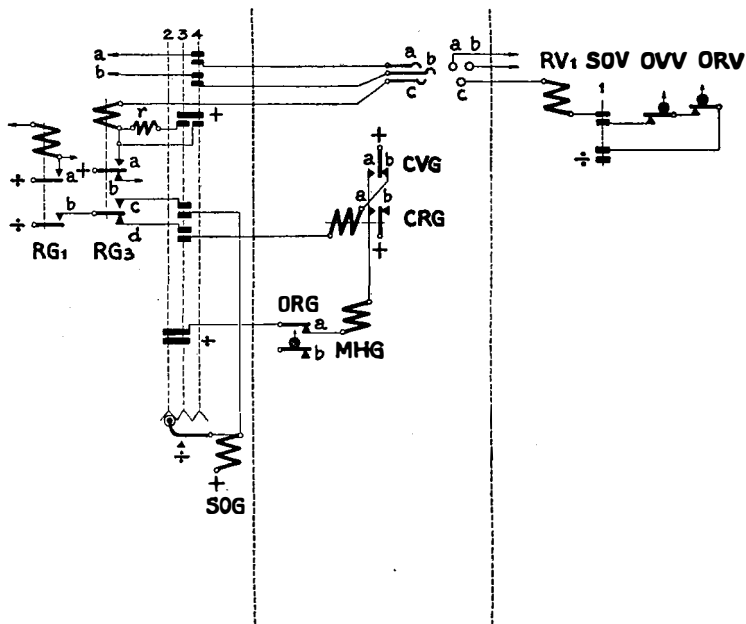 2 3 4
a
b
a b
a
b
c
c
RV1 SOV OVV ORV
1
r
+
÷
+
a
b
÷
a
+
a
b
c
d
÷
b
RG1 RG3
+
a b
CVG
a
b
CRG
+
ORG
a
b
MHG
+
÷
+
SOG